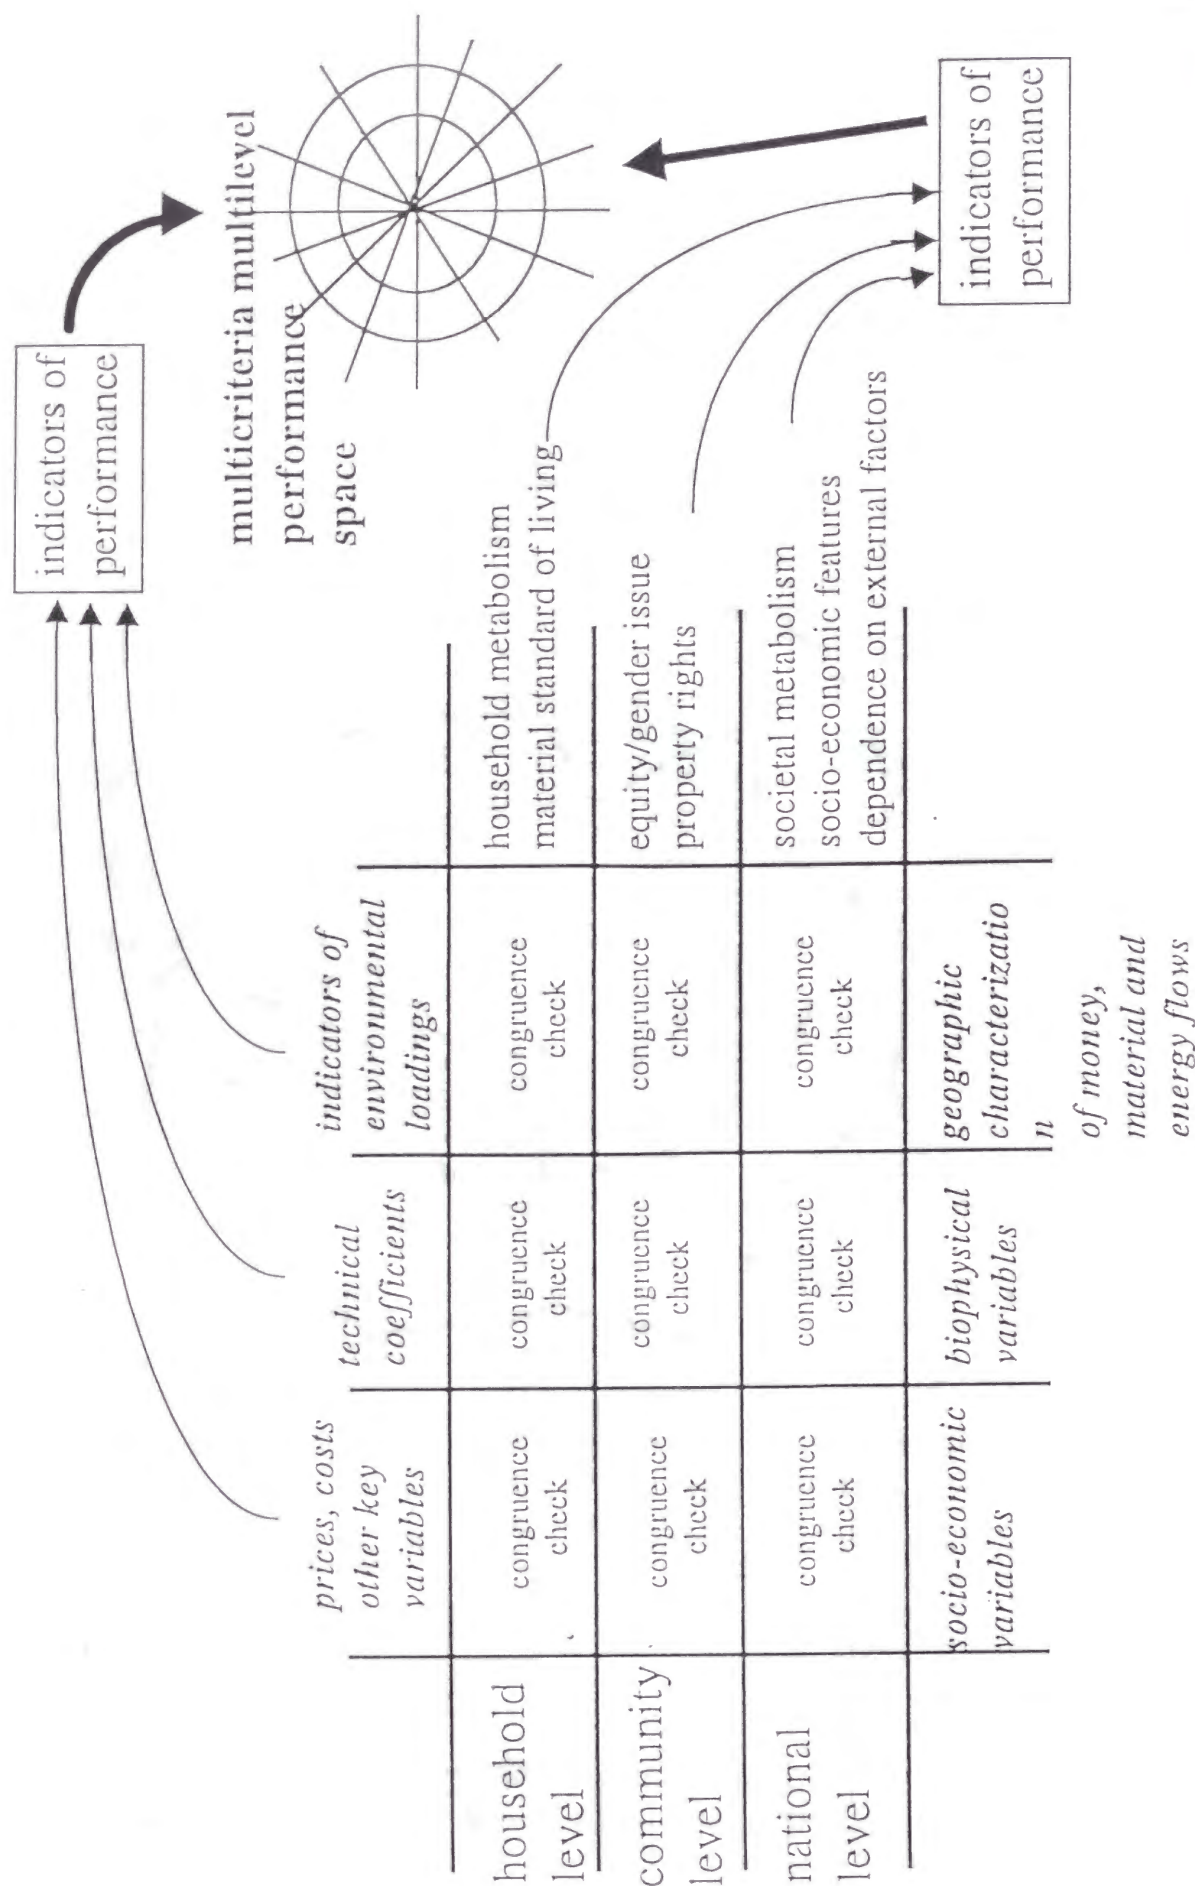 indicators of
performance
multicriteria multilevel
performance
space
prices, costs
other key
variables
technical
coefficients
indicators of
environmental
loadings
household
level
congruence
check
congruence
check
congruence
check
household metabolism
material standard of living
community
level
congruence
check
congruence
check
congruence
check
equity/gender issue
property rights
national
level
congruence
check
congruence
check
congruence
check
societal metabolism
socio-economic features
dependence on external factors
socio-economic
variables
biophysical
variables
geographic
characterizatio
n
of money,
material and
energy flows
indicators of
performance